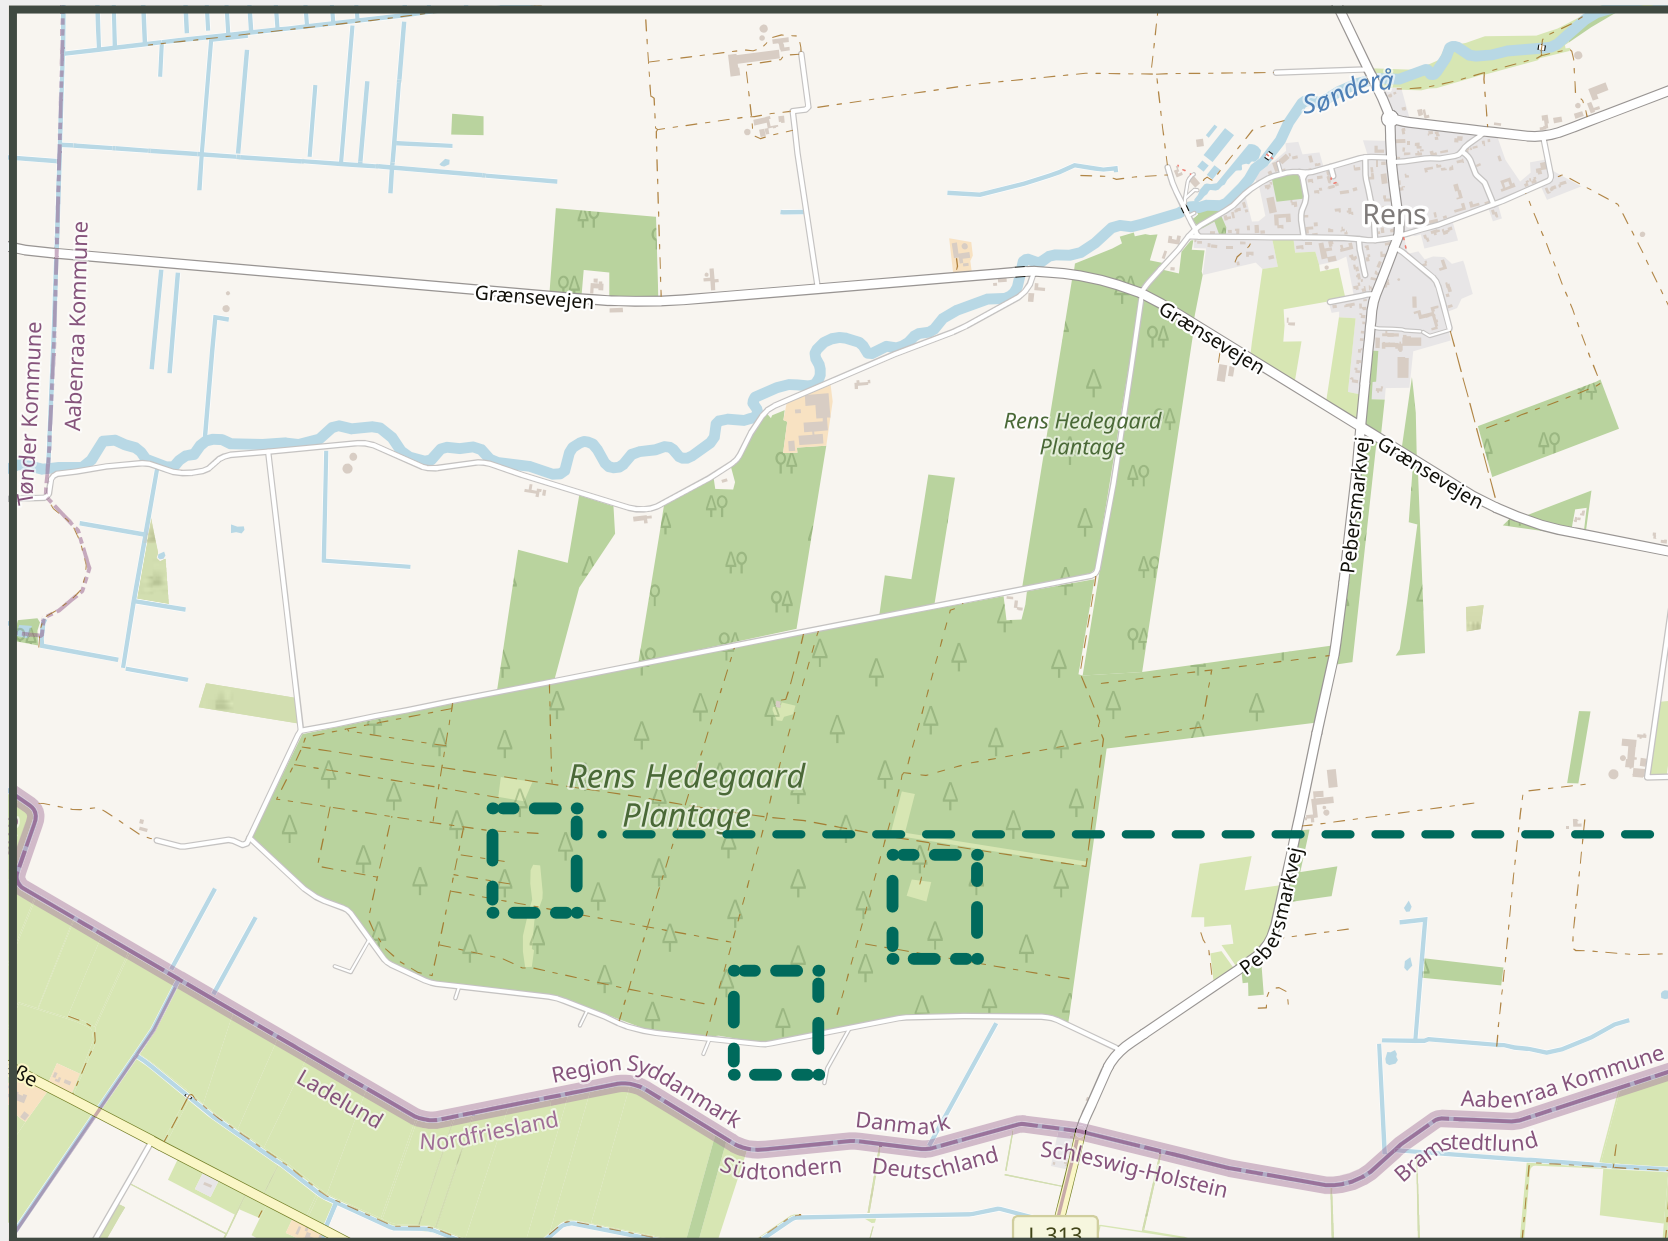 Sønderå
Rens
Tønder Kommune
Aabenraa Kommune
Grænsevejen
Grænsevejen
Rens Hedegaard
Plantage
Grænsevejen
Pebersmarkvej
Rens Hedegaard
Plantage
Pebersmarkvej
ße
Ladelund
Region Syddanmark
Nordfriesland
Danmark
Südtondern
Deutschland
Schleswig-Holstein
Aabenraa Kommune
Bramstedtlund
L 313